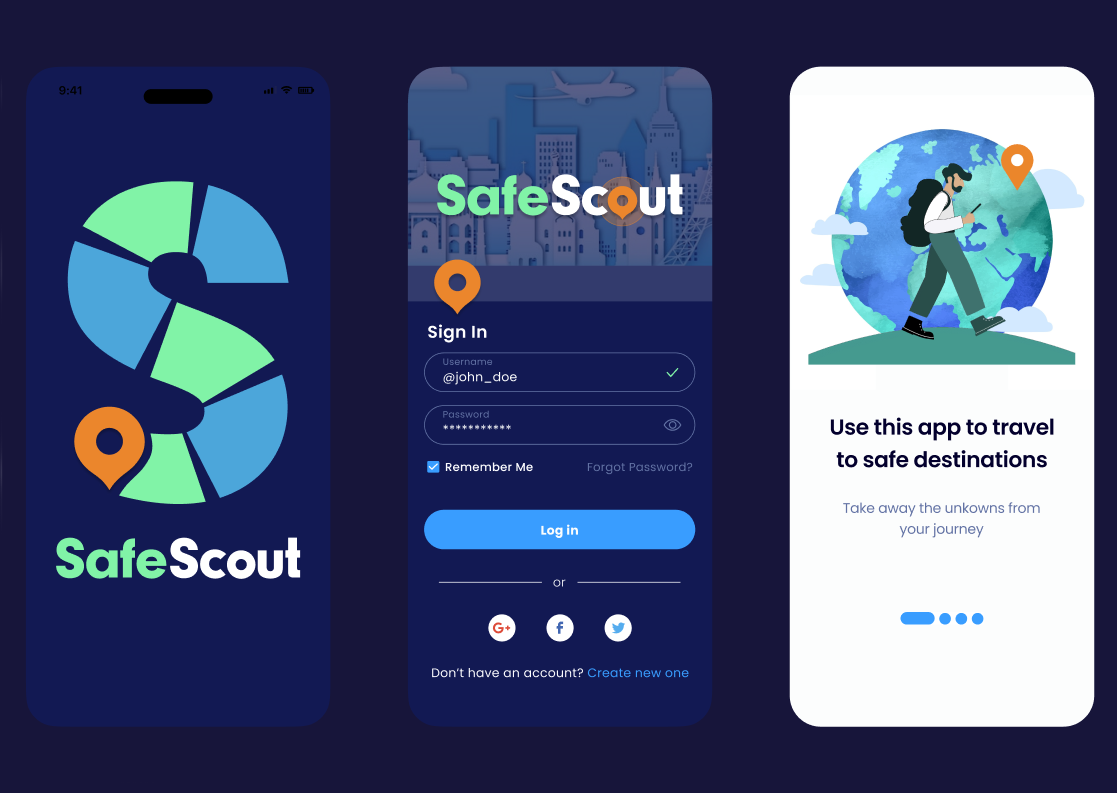 9:41
SafeScout
SafeScout
Sign In
Username
@john_doe
Password
***********
Remember Me
Forgot Password?
Log in
or
G+
f
Don’t have an account? Create new one
Use this app to travel
to safe destinations
Take away the unkowns from
your journey